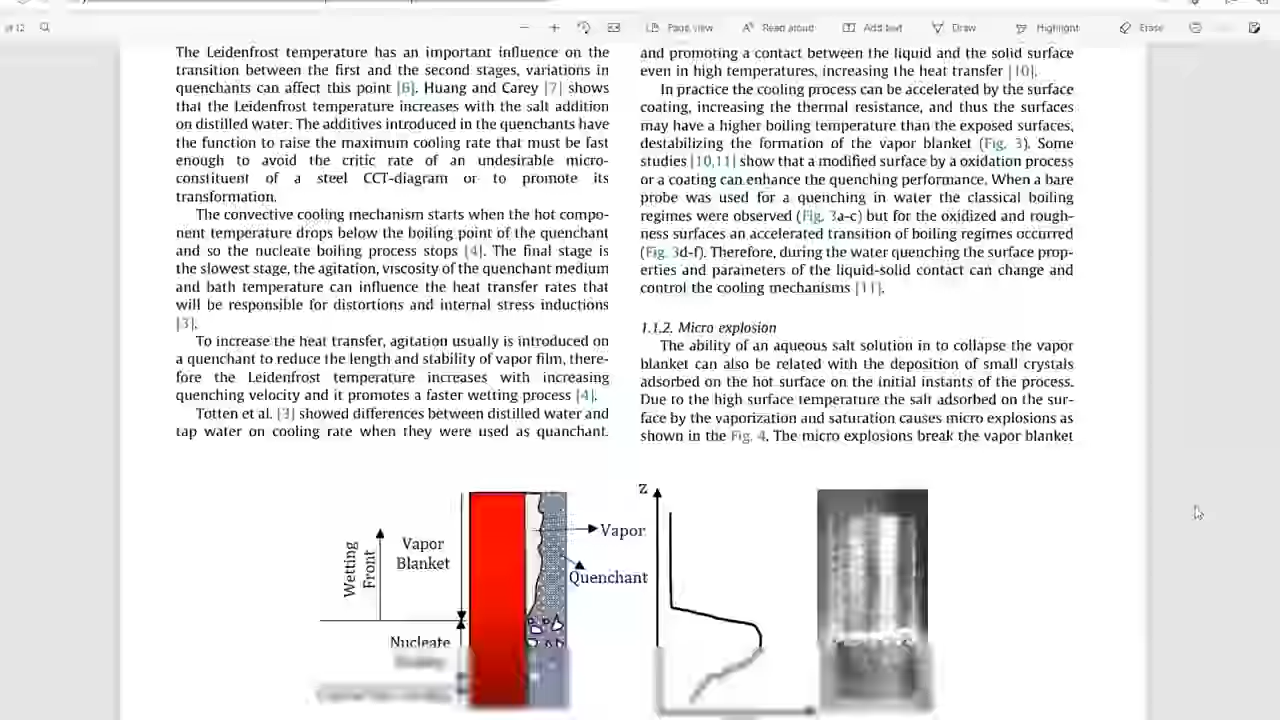 of 12
Page view
Read aloud
Add text
Draw
Highlight
Erase
The Leidenfrost temperature has an important influence on the
transition between the first and the second stages, variations in
quenchants can affect this point [6]. Huang and Carey [7] shows
that the Leidenfrost temperature increases with the salt addition
on distilled water. The additives introduced in the quenchants have
the function to raise the maximum cooling rate that must be fast
enough to avoid the critic rate of an undesirable micro-
constituent of a steel CCT-diagram or to promote its
transformation.
The convective cooling mechanism starts when the hot compo-
nent temperature drops below the boiling point of the quenchant
and so the nucleate boiling process stops [4]. The final stage is
the slowest stage, the agitation, viscosity of the quenchant medium
and bath temperature can influence the heat transfer rates that
will be responsible for distortions and internal stress inductions
[3].
To increase the heat transfer, agitation usually is introduced on
a quenchant to reduce the length and stability of vapor film, there-
fore the Leidenfrost temperature increases with increasing
quenching velocity and it promotes a faster wetting process [4].
Totten et al. [3] showed differences between distilled water and
tap water on cooling rate when they were used as quanchant.
and promoting a contact between the liquid and the solid surface
even in high temperatures, increasing the heat transfer [10].
In practice the cooling process can be accelerated by the surface
coating, increasing the thermal resistance, and thus the surfaces
may have a higher boiling temperature than the exposed surfaces,
destabilizing the formation of the vapor blanket (Fig. 3). Some
studies [10,11] show that a modified surface by a oxidation process
or a coating can enhance the quenching performance. When a bare
probe was used for a quenching in water the classical boiling
regimes were observed (Fig. 3a-c) but for the oxidized and rough-
ness surfaces an accelerated transition of boiling regimes occurred
(Fig. 3d-f). Therefore, during the water quenching the surface prop-
erties and parameters of the liquid-solid contact can change and
control the cooling mechanisms [11].
1.1.2. Micro explosion
The ability of an aqueous salt solution in to collapse the vapor
blanket can also be related with the deposition of small crystals
adsorbed on the hot surface on the initial instants of the process.
Due to the high surface temperature the salt adsorbed on the sur-
face by the vaporization and saturation causes micro explosions as
shown in the Fig. 4. The micro explosions break the vapor blanket
Wetting
Front
Vapor
Blanket
Nucleate
Vapor
Quenchant
Z